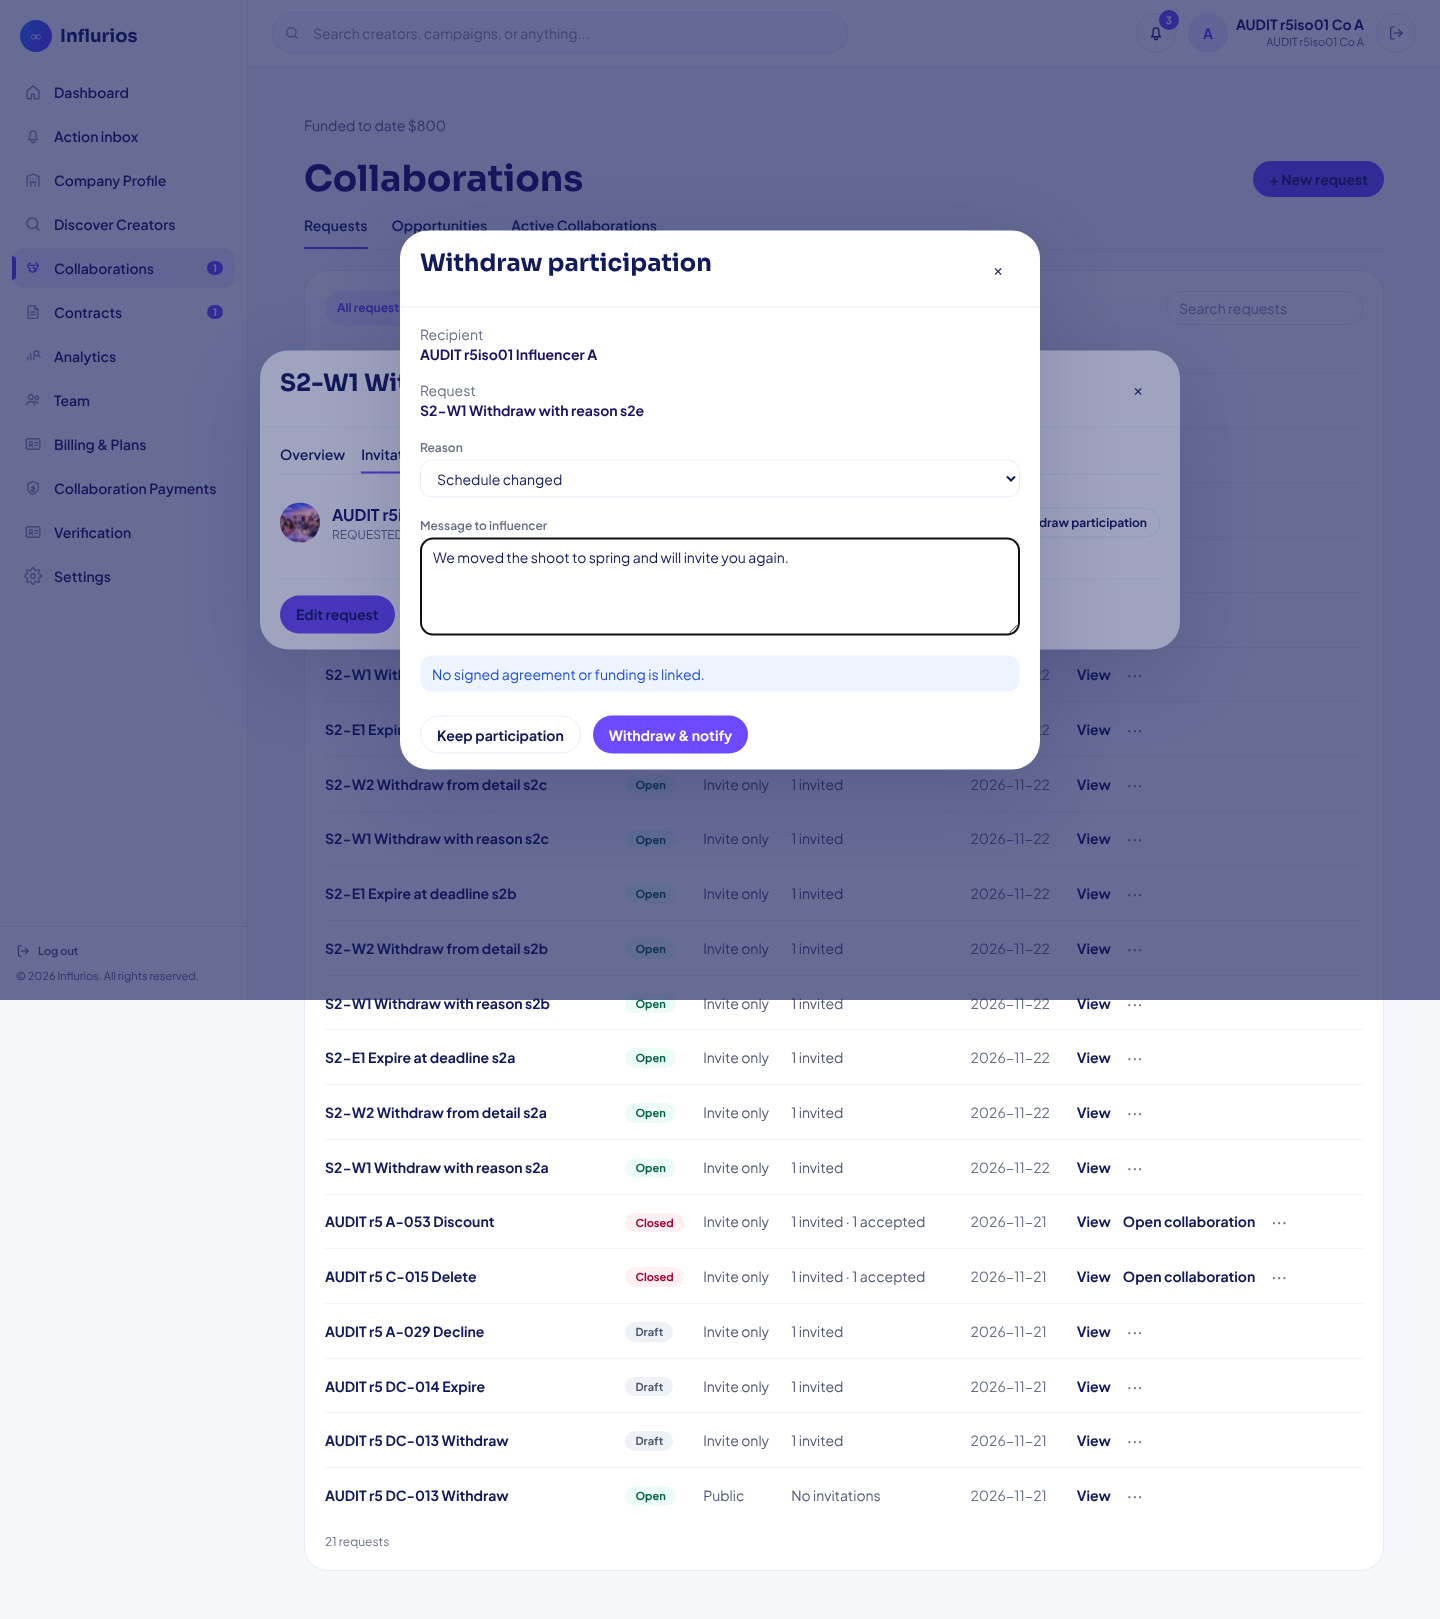 Influrios
Search creators, campaigns, or anything...
3
A
AUDIT r5iso01 Co A
AUDIT r5iso01 Co A
Dashboard
Action inbox
Company Profile
Discover Creators
Collaborations 1
Contracts 1
Analytics
Team
Billing & Plans
Collaboration Payments
Verification
Settings
Log out
© 2026 Influrios. All rights reserved.
Funded to date $800
Collaborations
+ New request
Requests Opportunities Active Collaborations
Search requests
S2-W1
×
Overview
AUDIT
REQUESTED
participation
Edit request
Withdraw participation
×
Recipient
AUDIT r5iso01 Influencer A
Request
S2-W1 Withdraw with reason s2e
Reason
Schedule changed
Message to influencer
We moved the shoot to spring and will invite you again.
No signed agreement or funding is linked.
Keep participation Withdraw & notify
S2-W1 View ...
S2-E1 View ...
S2-W2 Withdraw from detail s2c Open Invite only 1 invited 2026-11-22 View ...
S2-W1 Withdraw with reason s2c Open Invite only 1 invited 2026-11-22 View ...
S2-E1 Expire at deadline s2b Open Invite only 1 invited 2026-11-22 View ...
S2-W2 Withdraw from detail s2b Open Invite only 1 invited 2026-11-22 View ...
S2-W1 Withdraw with reason s2b Open Invite only 1 invited 2026-11-22 View ...
S2-E1 Expire at deadline s2a Open Invite only 1 invited 2026-11-22 View ...
S2-W2 Withdraw from detail s2a Open Invite only 1 invited 2026-11-22 View ...
S2-W1 Withdraw with reason s2a Open Invite only 1 invited 2026-11-22 View ...
AUDIT r5 A-053 Discount Closed Invite only 1 invited · 1 accepted 2026-11-21 View Open collaboration ...
AUDIT r5 C-015 Delete Closed Invite only 1 invited · 1 accepted 2026-11-21 View Open collaboration ...
AUDIT r5 A-029 Decline Draft Invite only 1 invited 2026-11-21 View ...
AUDIT r5 DC-014 Expire Draft Invite only 1 invited 2026-11-21 View ...
AUDIT r5 DC-013 Withdraw Draft Invite only 1 invited 2026-11-21 View ...
AUDIT r5 DC-013 Withdraw Open Public No invitations 2026-11-21 View ...
21 requests